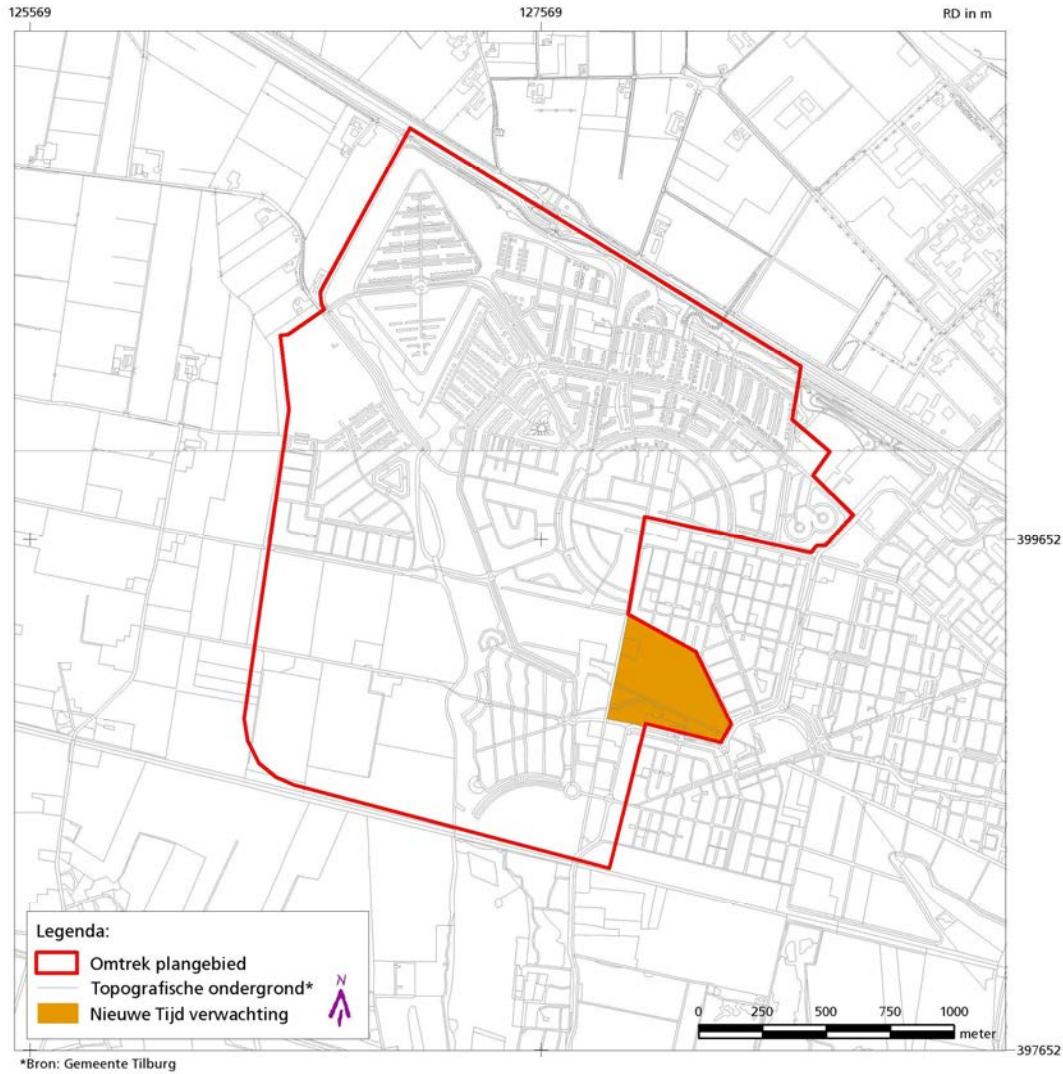 125569 127569 RD in m
399652
Legenda:
Omtrek plangebied
Topografische ondergrond*
Nieuwe Tijd verwachting
N
0 250 500 750 1000
meter
397652
*Bron: Gemeente Tilburg